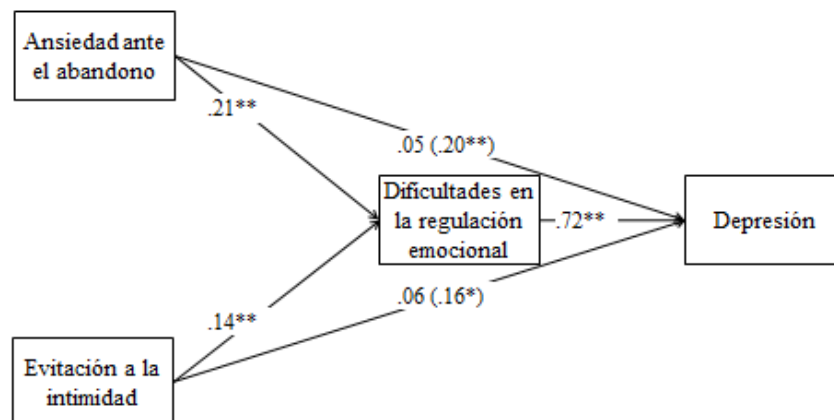 Ansiedad ante
el abandono
.21**
.05 (.20**)
Dificultades en
la regulación
emocional
.72**
Depresión
.06 (.16*)
.14**
Evitación a la
intimidad